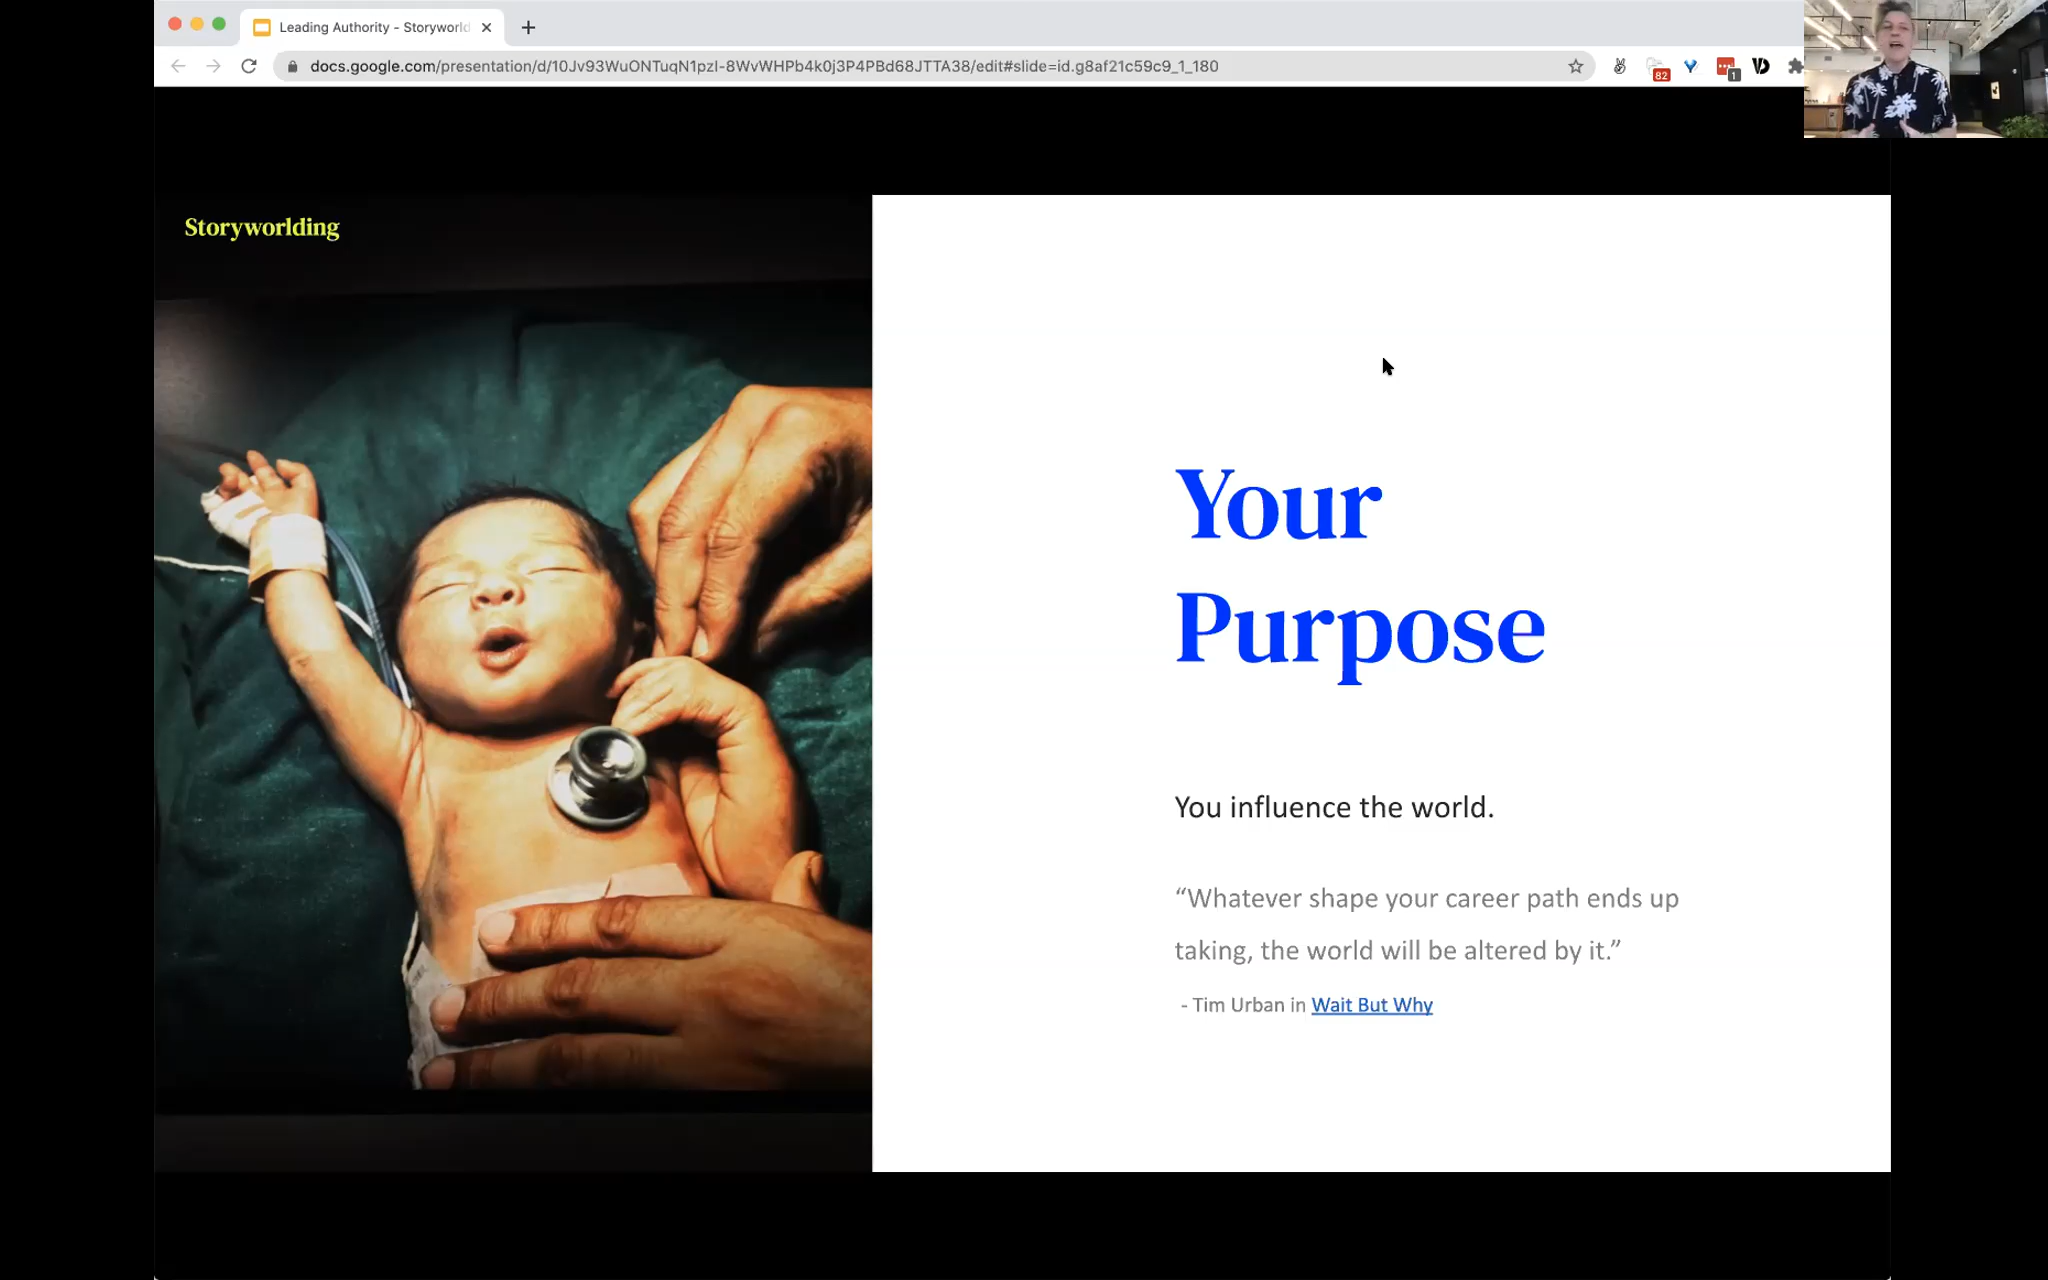 Leading Authority - Storyworld
docs.google.com/presentation/d/10Jv93WuONTuqN1pzI-8WvWHPb4k0j3P4PBd68JTTA38/edit#slide=id.g8af21c59c9_1_180
82
1
Storyworlding
Your
Purpose
You influence the world.
“Whatever shape your career path ends up
taking, the world will be altered by it.”
- Tim Urban in Wait But Why